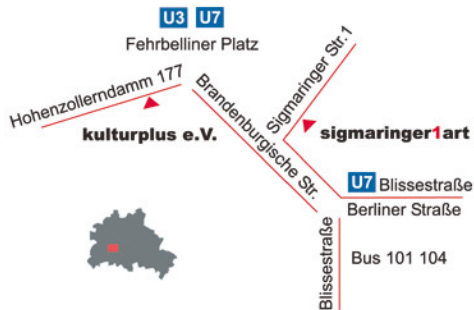 U3 U7
Fehrbelliner Platz
Hohenzollerndamm 177
kulturplus e.V.
Brandenburgische Str.
Sigmaringer Str.1
sigmaringer1art
U7 Blissestraße
Berliner Straße
Blissestraße
Bus 101 104